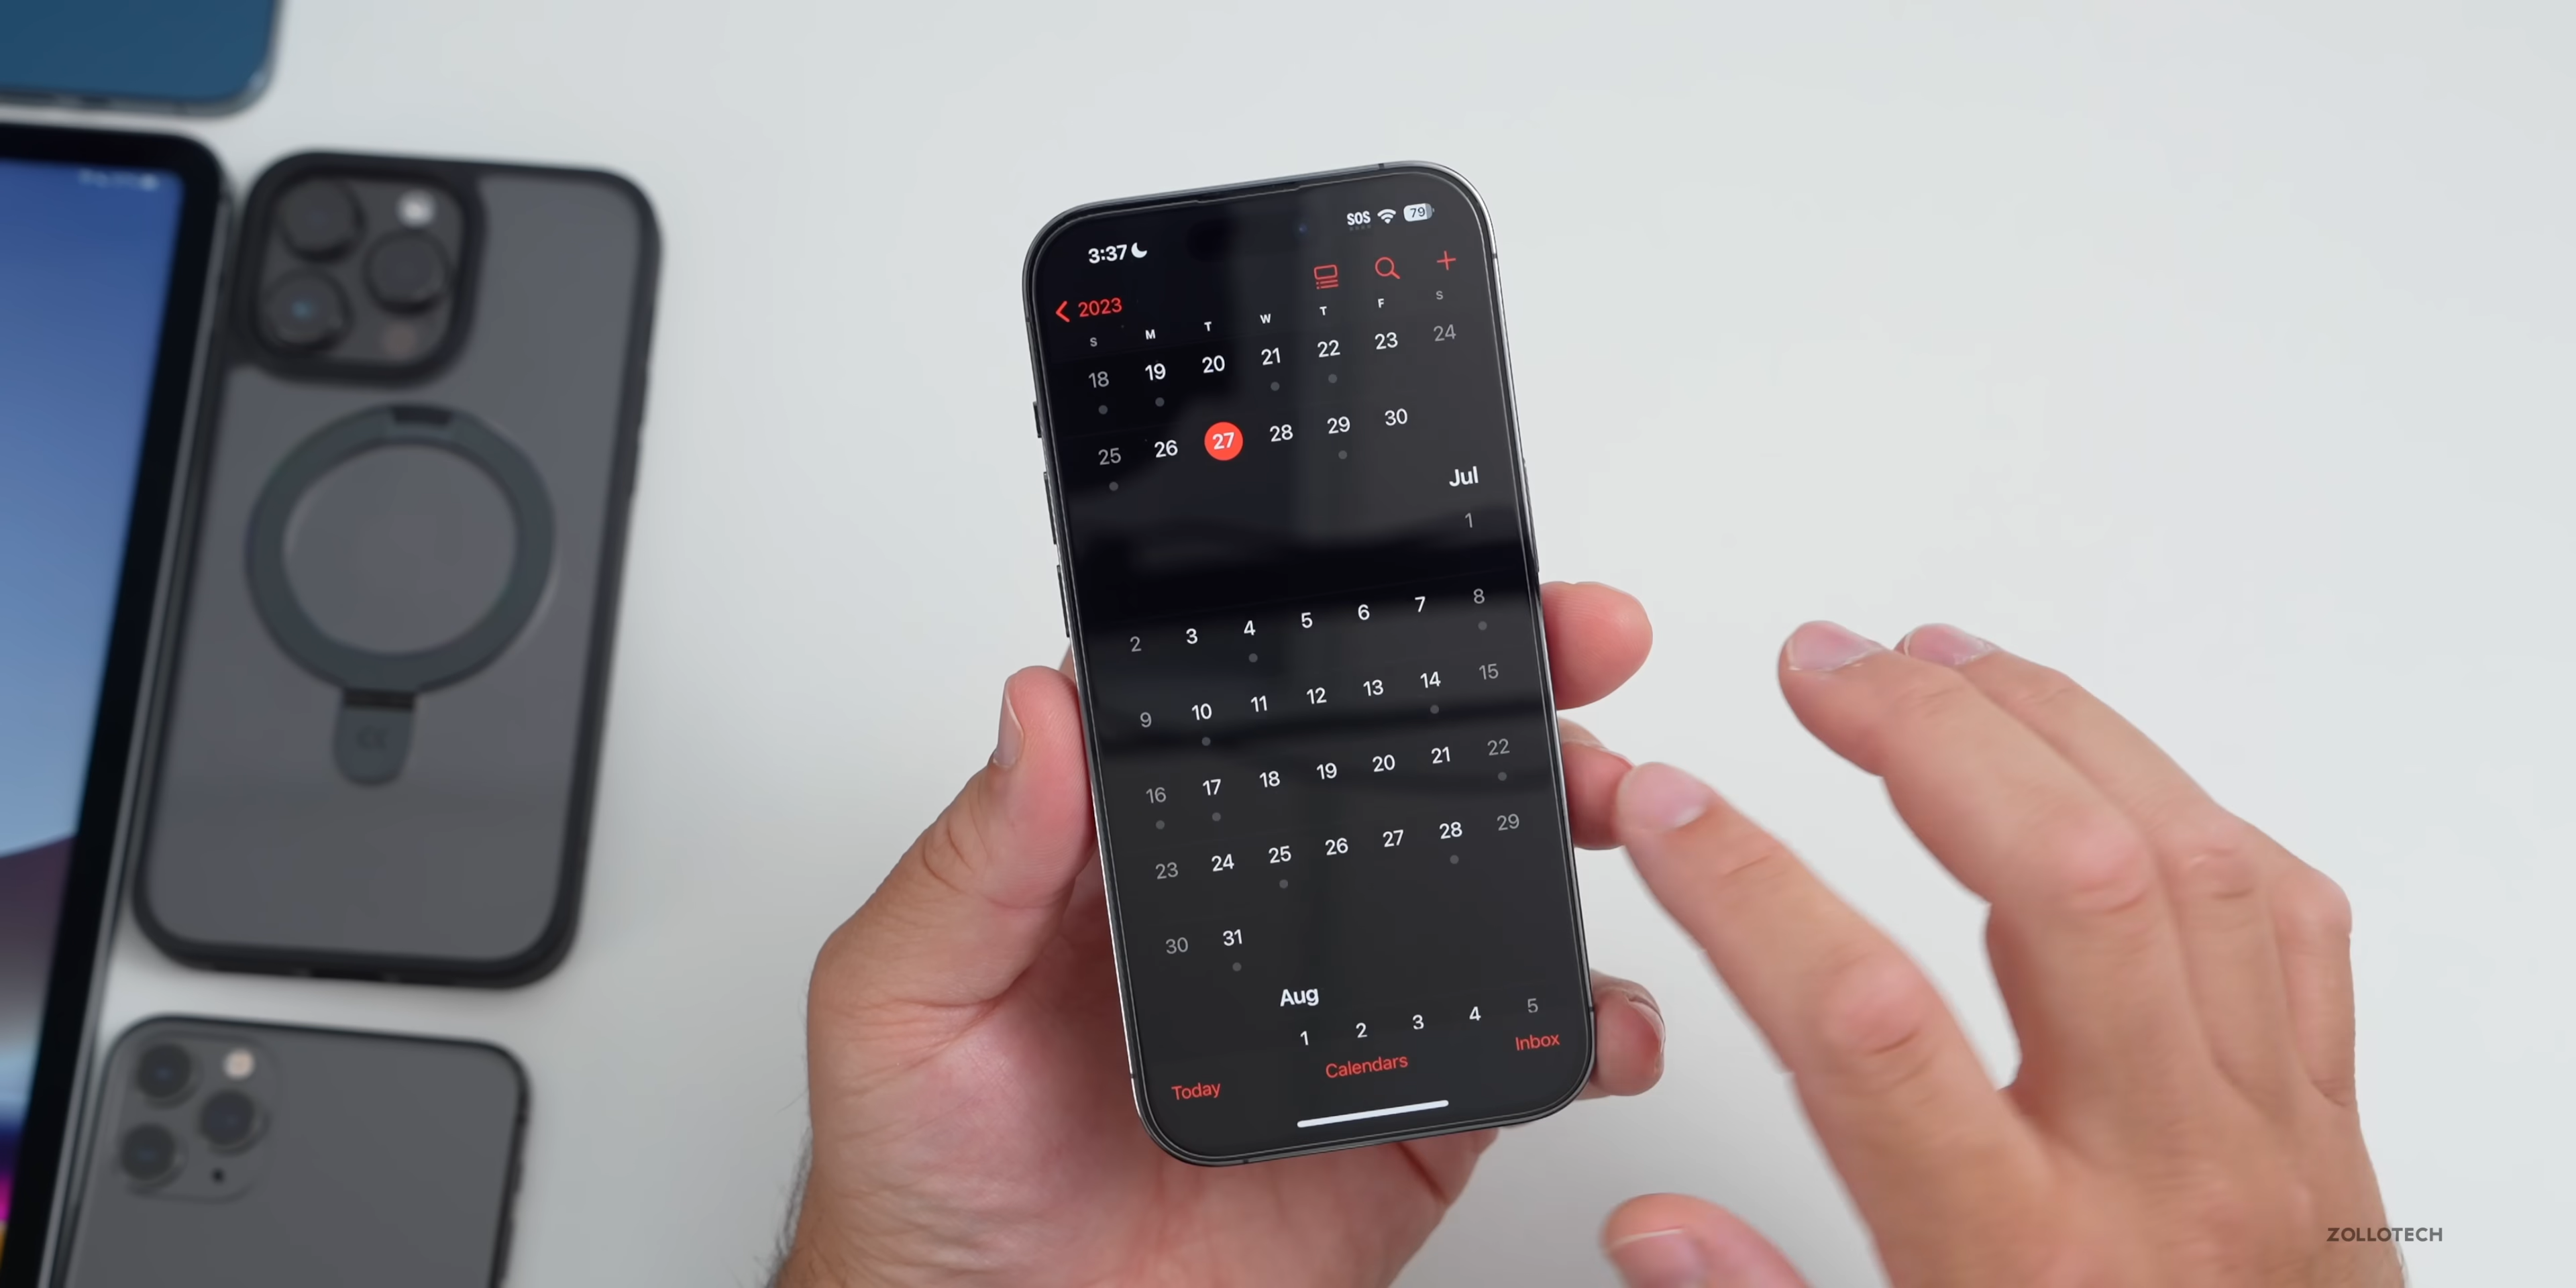 3:37 SOS 79
2023
S M T W T F S
18 19 20 21 22 23 24
25 26 27 28 29 30
Jul
1
2 3 4 5 6 7 8
9 10 11 12 13 14 15
16 17 18 19 20 21 22
23 24 25 26 27 28 29
30 31
Aug
1 2 3 4 5
Today Calendars Inbox
ZOLLOTECH